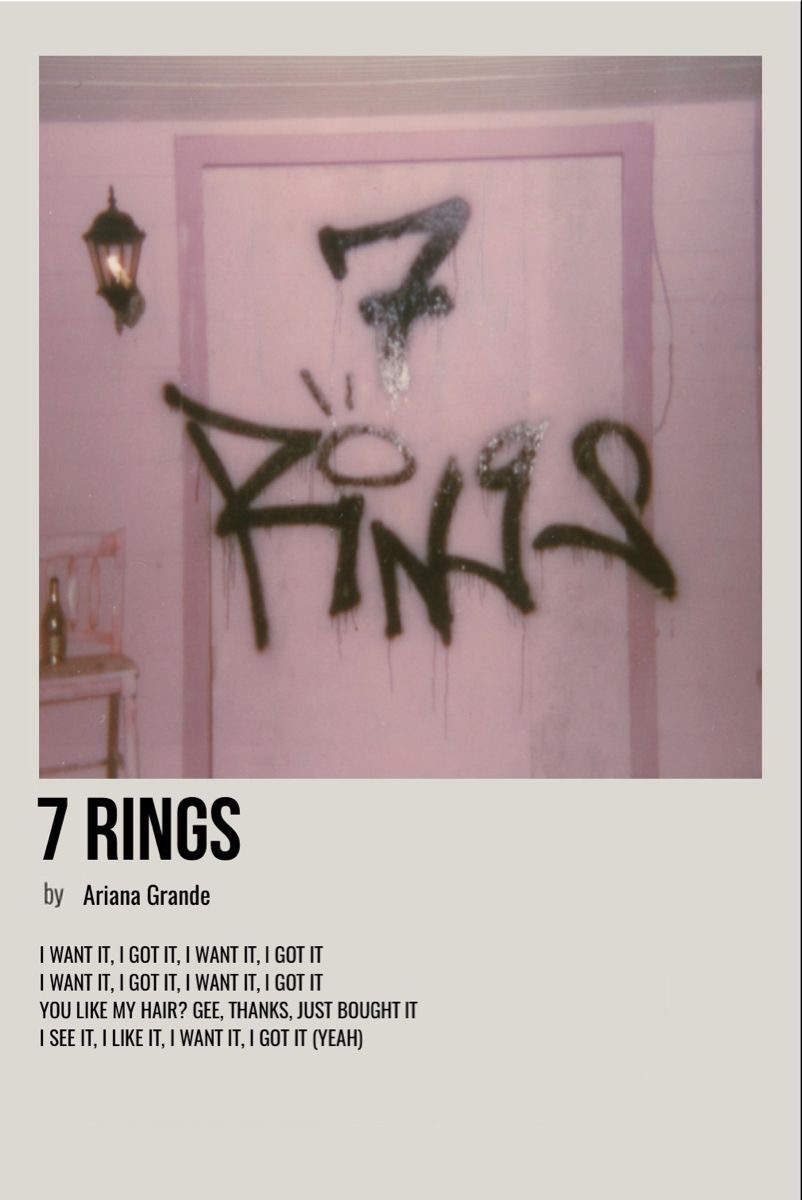 7
RiNgS
7 RINGS
by Ariana Grande
I WANT IT, I GOT IT, I WANT IT, I GOT IT
I WANT IT, I GOT IT, I WANT IT, I GOT IT
YOU LIKE MY HAIR? GEE, THANKS, JUST BOUGHT IT
I SEE IT, I LIKE IT, I WANT IT, I GOT IT (YEAH)